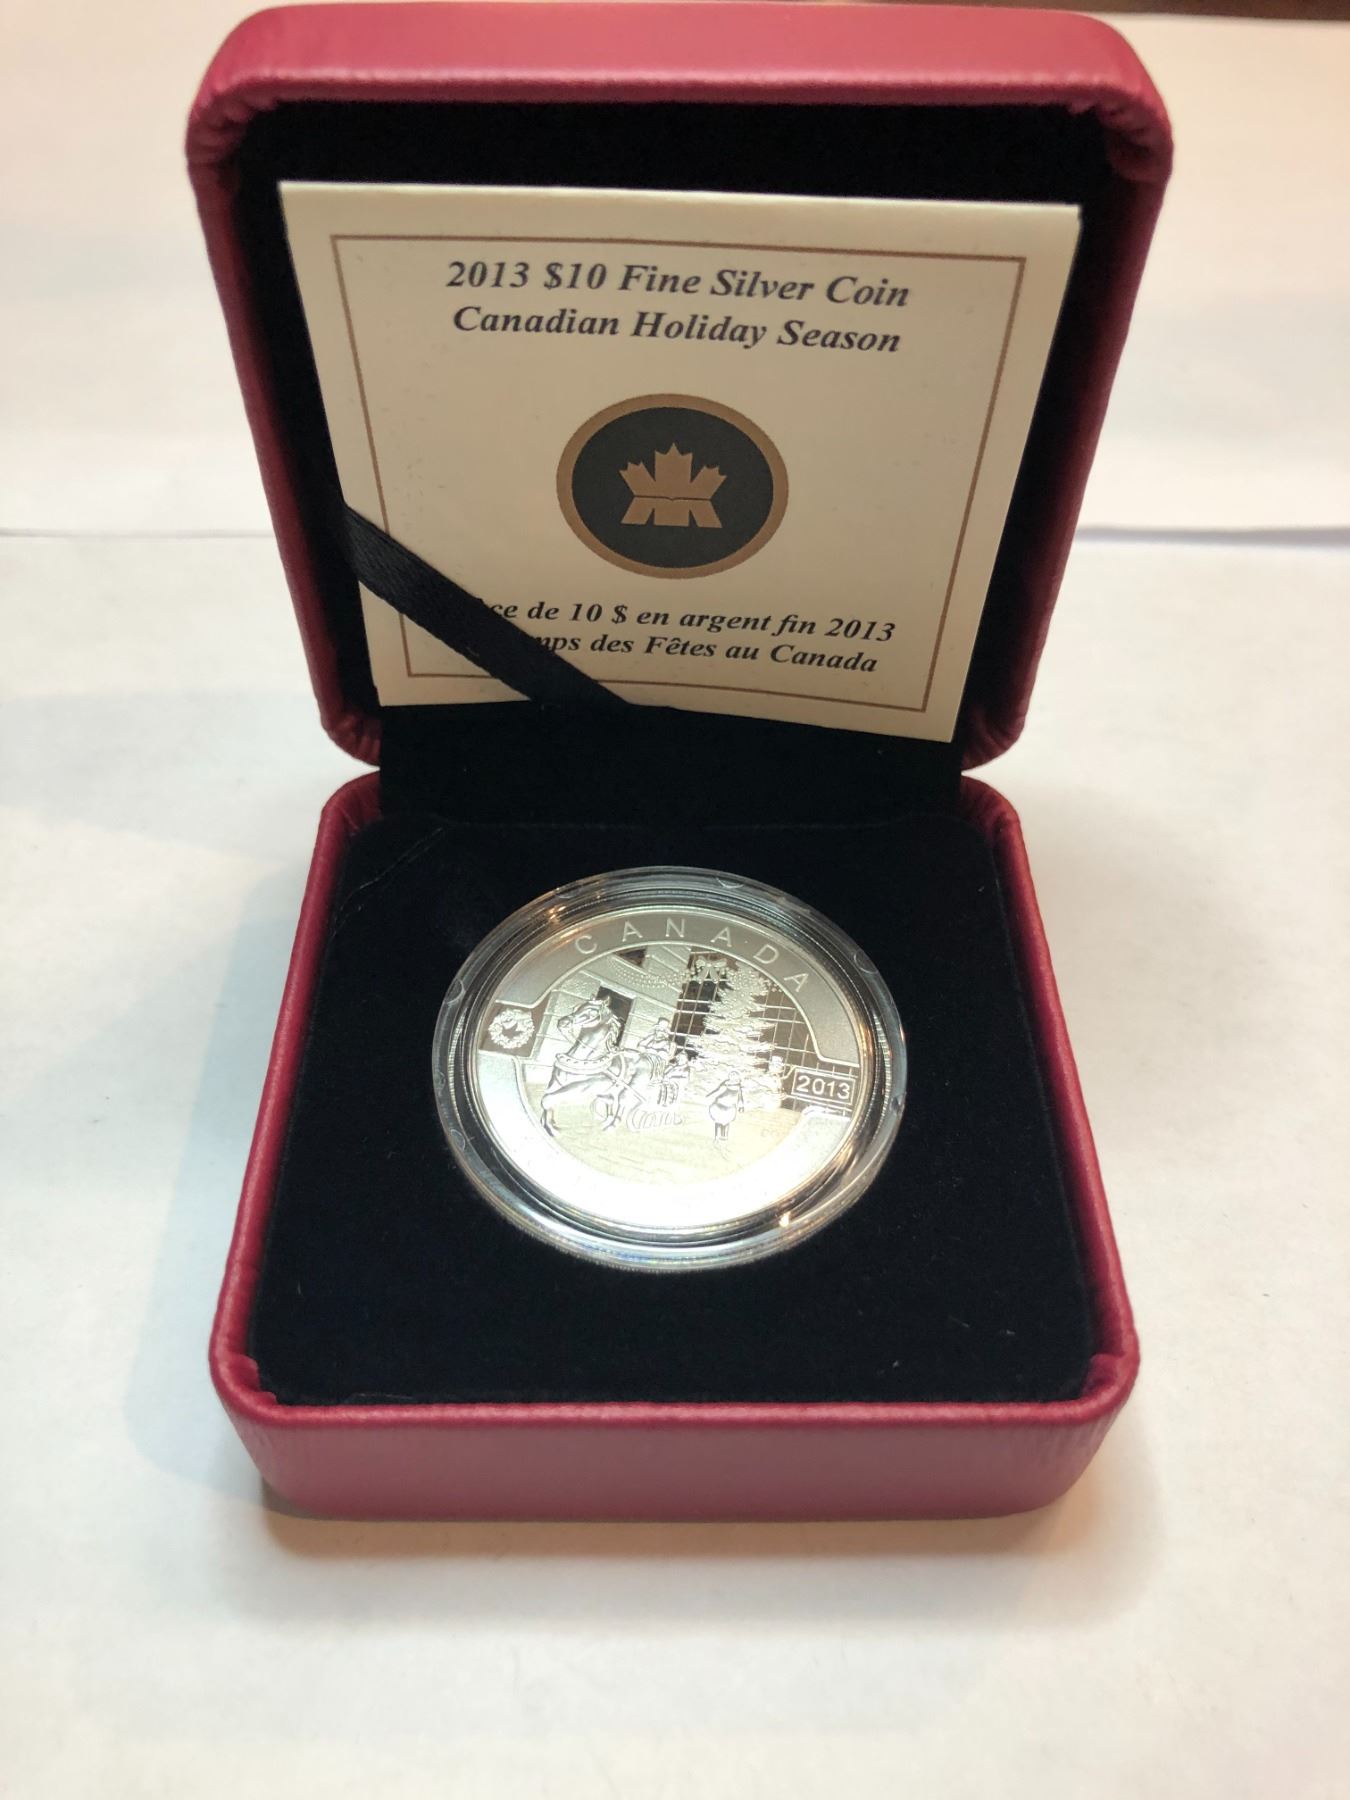 2013 $10 Fine Silver Coin
Canadian Holiday Season
de 10 $ en argent fin 2013
des Fêtes au Canada
CANADA
2013